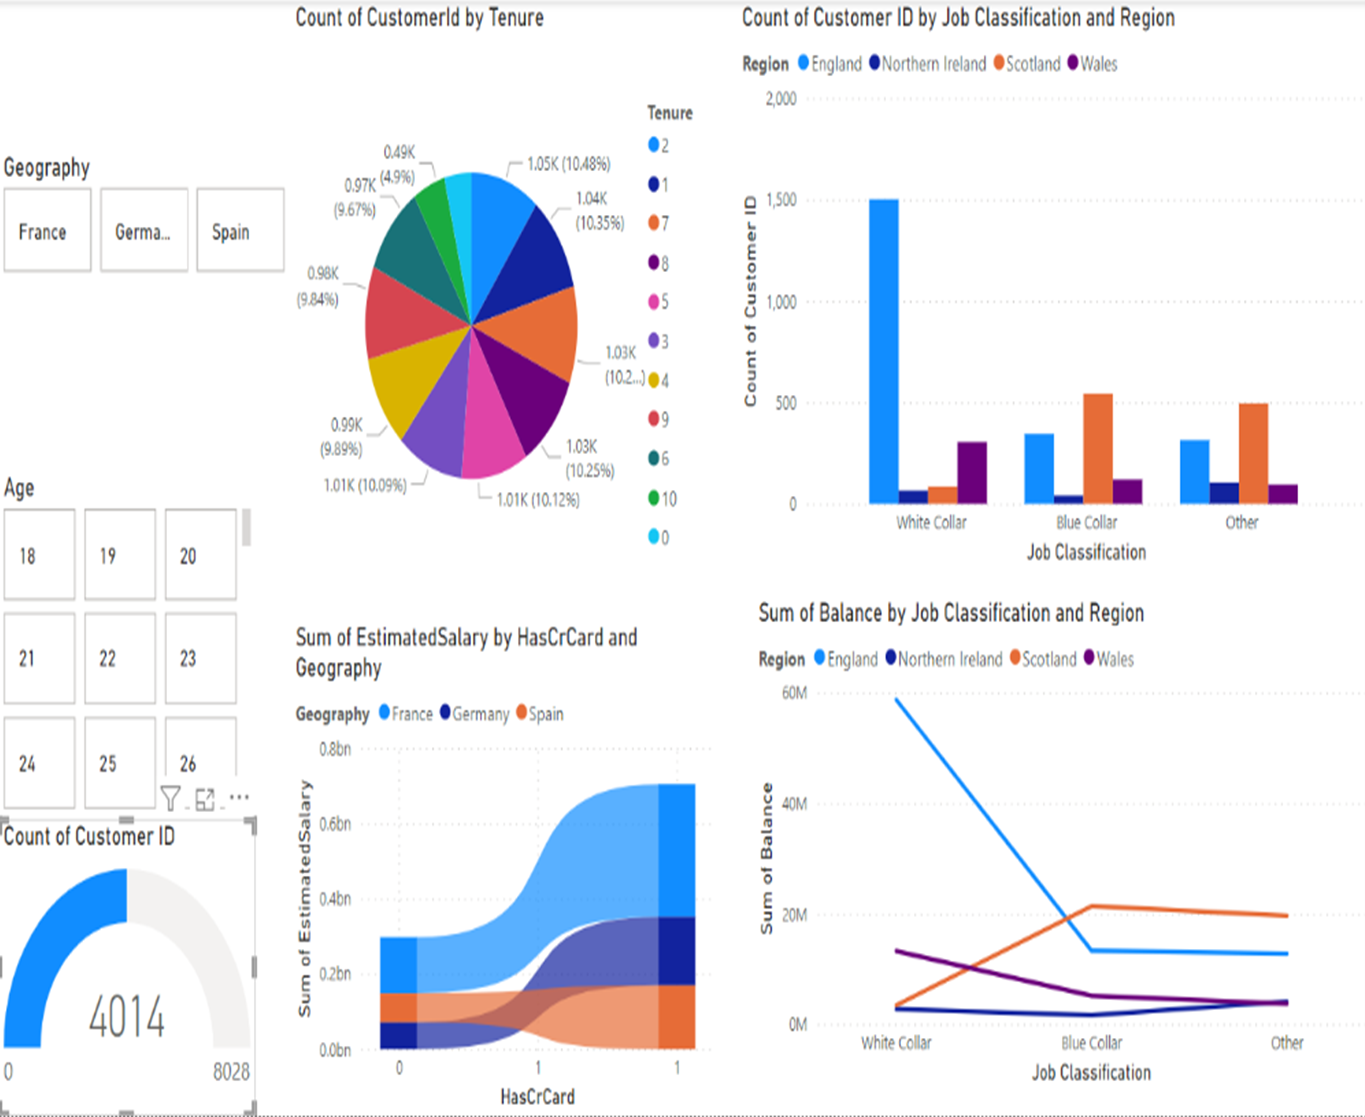 Geography
France
Germa...
Spain
Age
18 19 20
21 22 23
24 25 26
Count of Customer ID
4014
0 8028
Count of CustomerId by Tenure
Tenure
2
1
7
8
5
3
4
9
6
10
0
1.05K (10.48%)
1.04K
(10.35%)
1.03K
(10.2...)
1.03K
(10.25%)
1.01K (10.12%)
1.01K (10.09%)
0.99K
(9.89%)
0.98K
(9.84%)
0.97K
(9.67%)
0.49K
(4.9%)
Sum of EstimatedSalary by HasCrCard and
Geography
Geography France Germany Spain
0.8bn
0.6bn
0.4bn
0.2bn
0.0bn
Sum of EstimatedSalary
0 1 1
HasCrCard
Count of Customer ID by Job Classification and Region
Region England Northern Ireland Scotland Wales
2,000
1,500
1,000
500
0
Count of Customer ID
White Collar Blue Collar Other
Job Classification
Sum of Balance by Job Classification and Region
Region England Northern Ireland Scotland Wales
60M
40M
20M
0M
Sum of Balance
White Collar Blue Collar Other
Job Classification